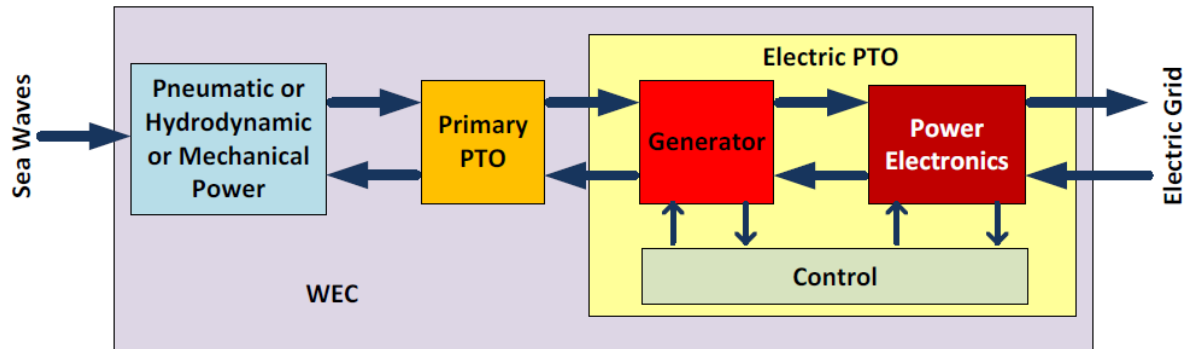 Sea Waves
Pneumatic or
Hydrodynamic
or Mechanical
Power
Primary
PTO
Electric PTO
Generator
Power
Electronics
Control
WEC
Electric Grid